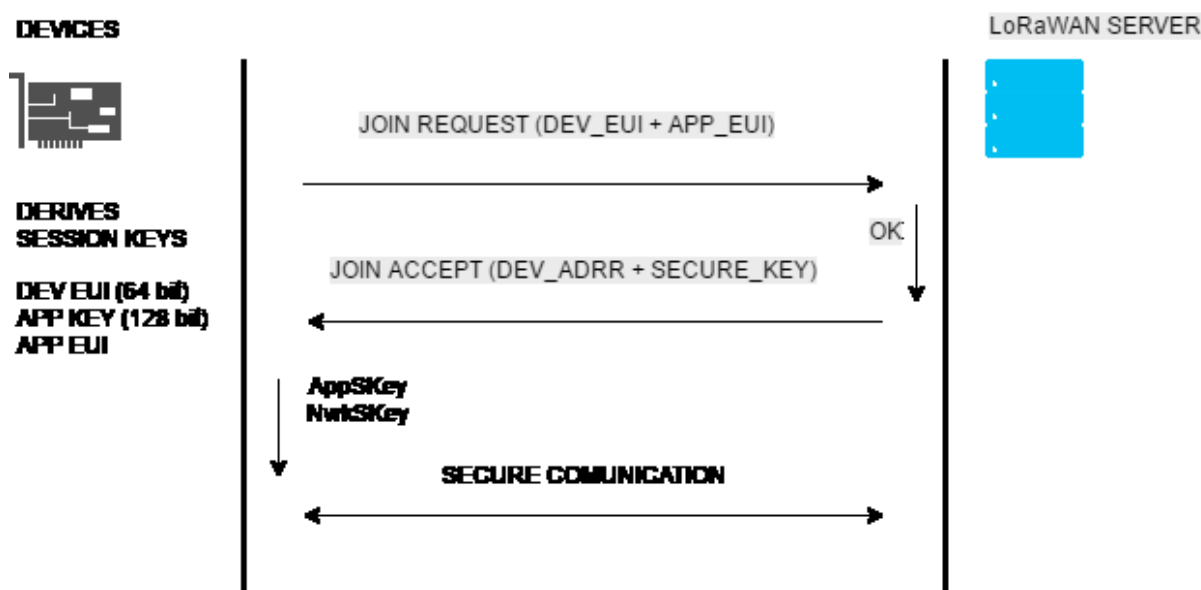 DEVICES
LoRaWAN SERVER
JOIN REQUEST (DEV_EUI + APP_EUI)
DERIVES
SESSION KEYS
OK
JOIN ACCEPT (DEV_ADRR + SECURE_KEY)
DEV EUI (64 bit)
APP KEY (128 bit)
APP EUI
AppSKey
NwkSKey
SECURE COMUNICATION